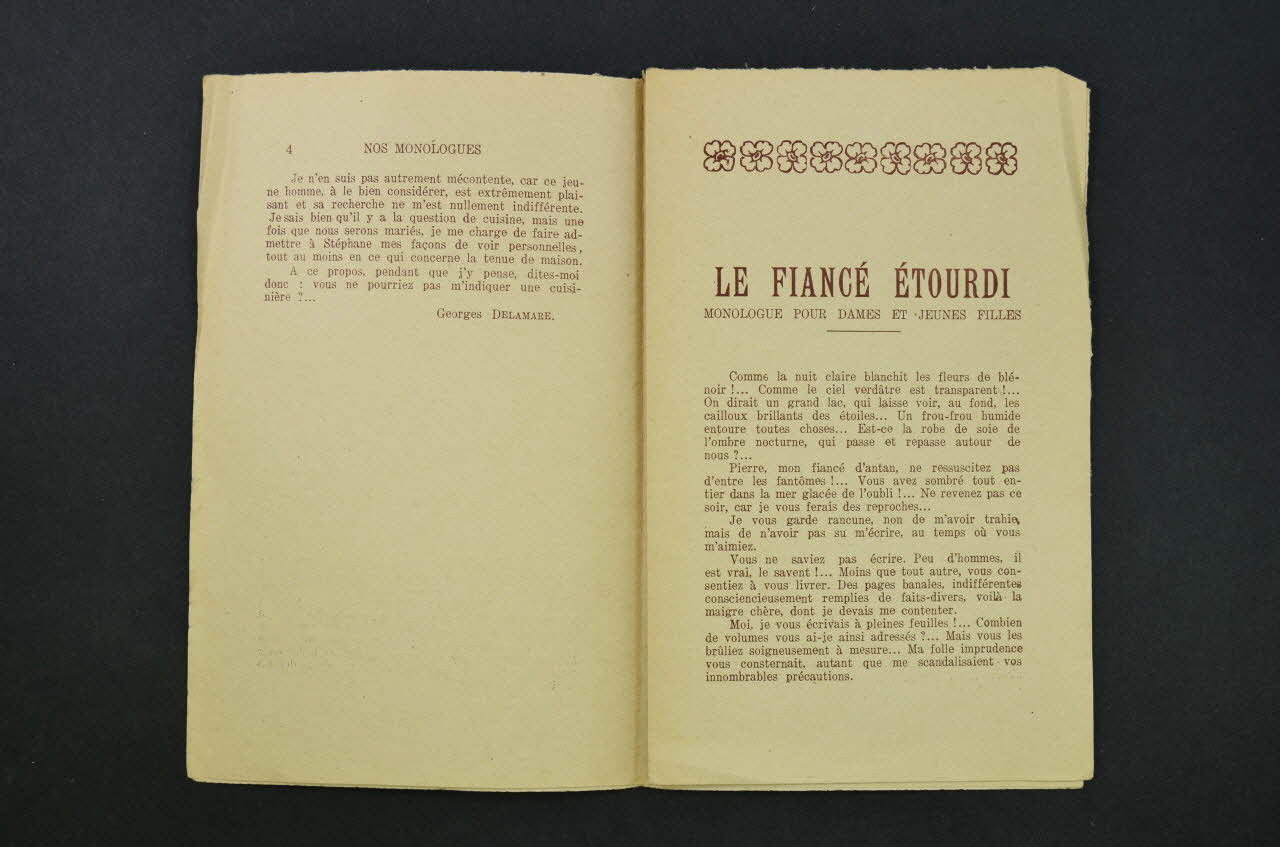 4 NOS MONOLOGUES
Je n'en suis pas autrement mécontente, car ce jeu-
ne homme, à le bien considérer, est extrêmement plai-
sant et sa recherche ne m'est nullement indifférente.
Je sais bien qu'il y a la question de cuisine, mais une
fois que nous serons mariés, je me charge de faire ad-
mettre à Stéphane mes façons de voir personnelles,
tout au moins en ce qui concerne la tenue de maison.
A ce propos, pendant que j'y pense, dites-moi
donc : vous ne pourriez pas m'indiquer une cuisi-
nière ?...
Georges DELAMARE.
LE FIANCÉ ÉTOURDI
MONOLOGUE POUR DAMES ET JEUNES FILLES
Comme la nuit claire blanchit les fleurs de blé-
noir !... Comme le ciel verdâtre est transparent !...
On dirait un grand lac, qui laisse voir, au fond, les
cailloux brillants des étoiles... Un frou-frou humide
entoure toutes choses... Est-ce la robe de soie de
l'ombre nocturne, qui passe et repasse autour de
nous ?...
Pierre, mon fiancé d'antan, ne ressuscitez pas
d'entre les fantômes !... Vous avez sombré tout en-
tier dans la mer glacée de l'oubli !... Ne revenez pas ce
soir, car je vous ferais des reproches...
Je vous garde rancune, non de m'avoir trahie,
mais de n'avoir pas su m'écrire, au temps où vous
m'aimiez.
Vous ne saviez pas écrire. Peu d'hommes, il
est vrai, le savent !... Moins que tout autre, vous con-
sentiez à vous livrer. Des pages banales, indifférentes
consciencieusement remplies de faits-divers, voilà la
maigre chère, dont je devais me contenter.
Moi, je vous écrivais à pleines feuilles !... Combien
de volumes vous ai-je ainsi adressés ?... Mais vous les
brûliez soigneusement à mesure... Ma folle imprudence
vous consternait, autant que me scandalisaient vos
innombrables précautions.